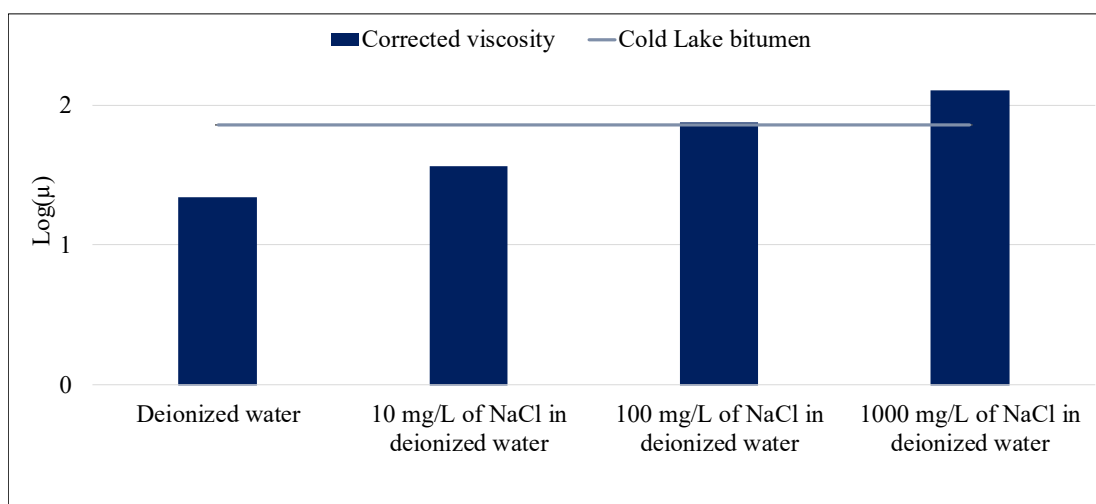 Corrected viscosity Cold Lake bitumen
2
1
0
Log(μ)
Deionized water
10 mg/L of NaCl in
deionized water
100 mg/L of NaCl in
deionized water
1000 mg/L of NaCl in
deionized water